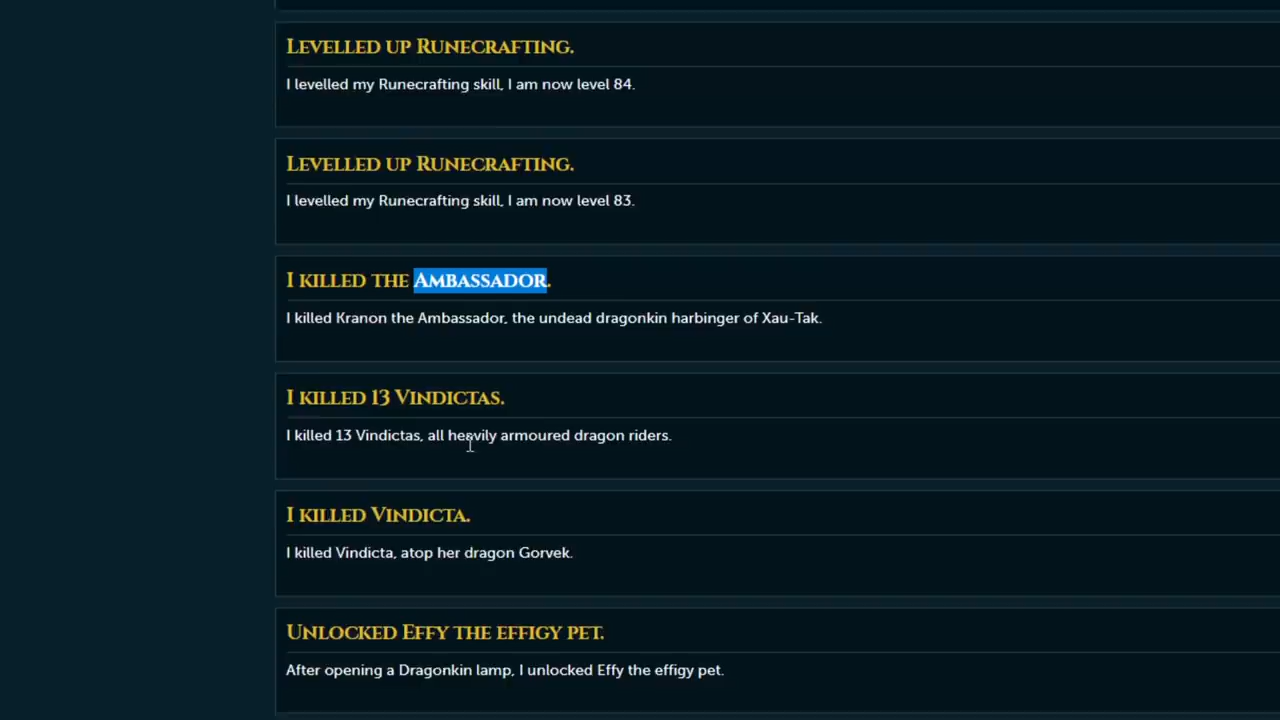 Levelled up Runecrafting.
I levelled my Runecrafting skill, I am now level 84.
Levelled up Runecrafting.
I levelled my Runecrafting skill, I am now level 83.
I killed the Ambassador.
I killed Kranon the Ambassador, the undead dragonkin harbinger of Xau-Tak.
I killed 13 Vindictas.
I killed 13 Vindictas, all heavily armoured dragon riders.
I killed Vindicta.
I killed Vindicta, atop her dragon Gorvek.
Unlocked Effy the effigy pet.
After opening a Dragonkin lamp, I unlocked Effy the effigy pet.